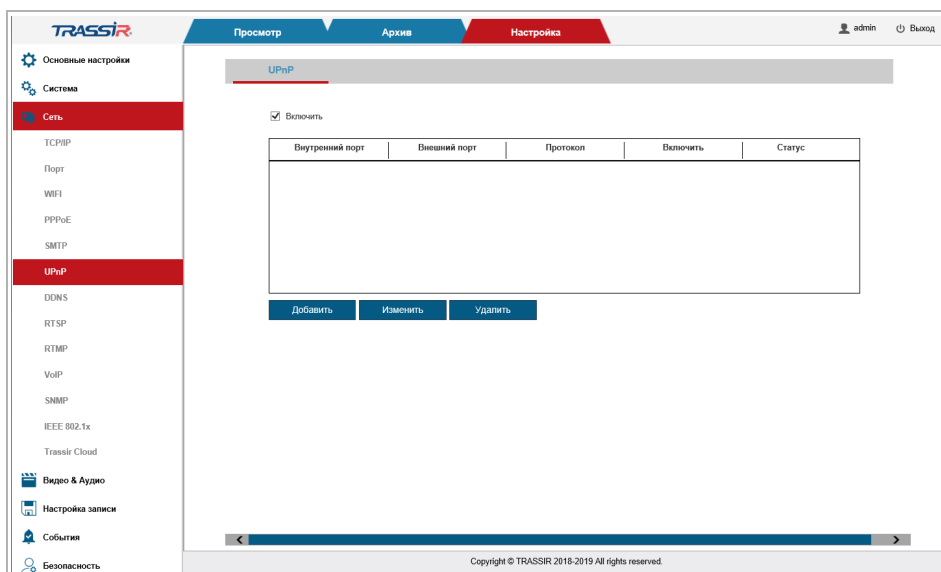 TRASSIR
Просмотр Архив Настройка admin Выход
Основные настройки
Система
Сеть
TCP/IP
Порт
WIFI
PPPoE
SMTP
UPnP
DDNS
RTSP
RTMP
VoIP
SNMP
IEEE 802.1x
Trassir Cloud
Видео & Аудио
Настройка записи
События
Безопасность
UPnP
Включить
Внутренний порт Внешний порт Протокол Включить Статус
Добавить Изменить Удалить
Copyright © TRASSIR 2018-2019 All rights reserved.